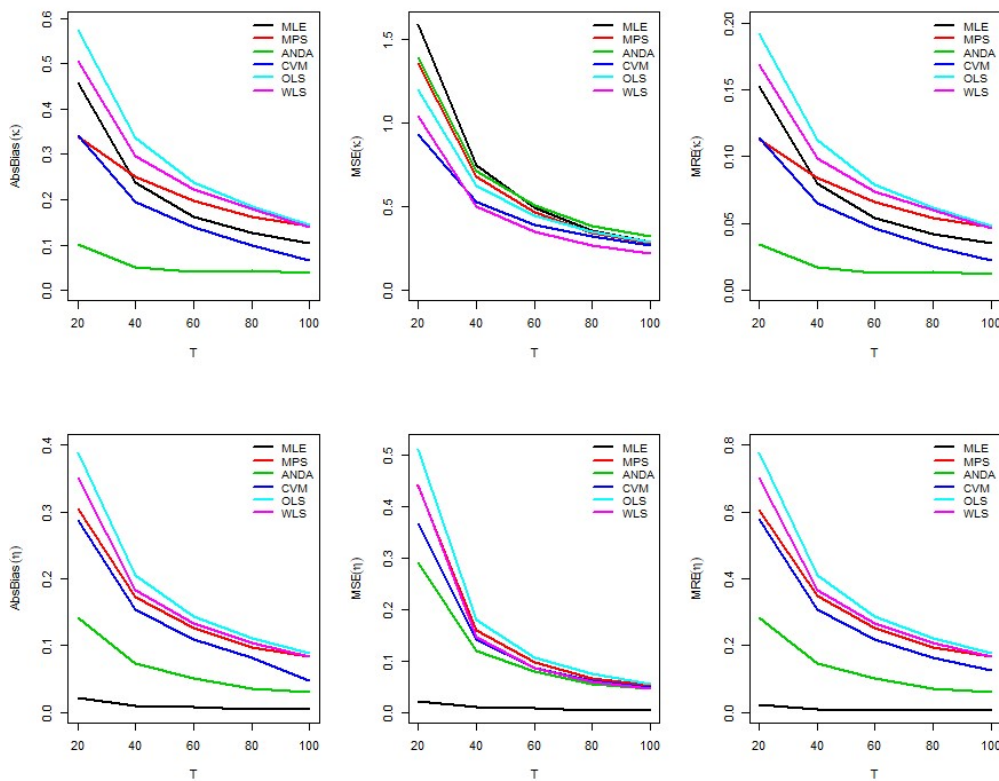 AbsBias(κ)
0.0 0.1 0.2 0.3 0.4 0.5 0.6
MLE
MPS
ANDA
CVM
OLS
WLS
20 40 60 80 100
T
MSE(κ)
0.0 0.5 1.0 1.5
MLE
MPS
ANDA
CVM
OLS
WLS
20 40 60 80 100
T
MRE(κ)
0.00 0.05 0.10 0.15 0.20
MLE
MPS
ANDA
CVM
OLS
WLS
20 40 60 80 100
T
AbsBias(η)
0.0 0.1 0.2 0.3 0.4
MLE
MPS
ANDA
CVM
OLS
WLS
20 40 60 80 100
T
MSE(η)
0.0 0.1 0.2 0.3 0.4 0.5
MLE
MPS
ANDA
CVM
OLS
WLS
20 40 60 80 100
T
MRE(η)
0.0 0.2 0.4 0.6 0.8
MLE
MPS
ANDA
CVM
OLS
WLS
20 40 60 80 100
T